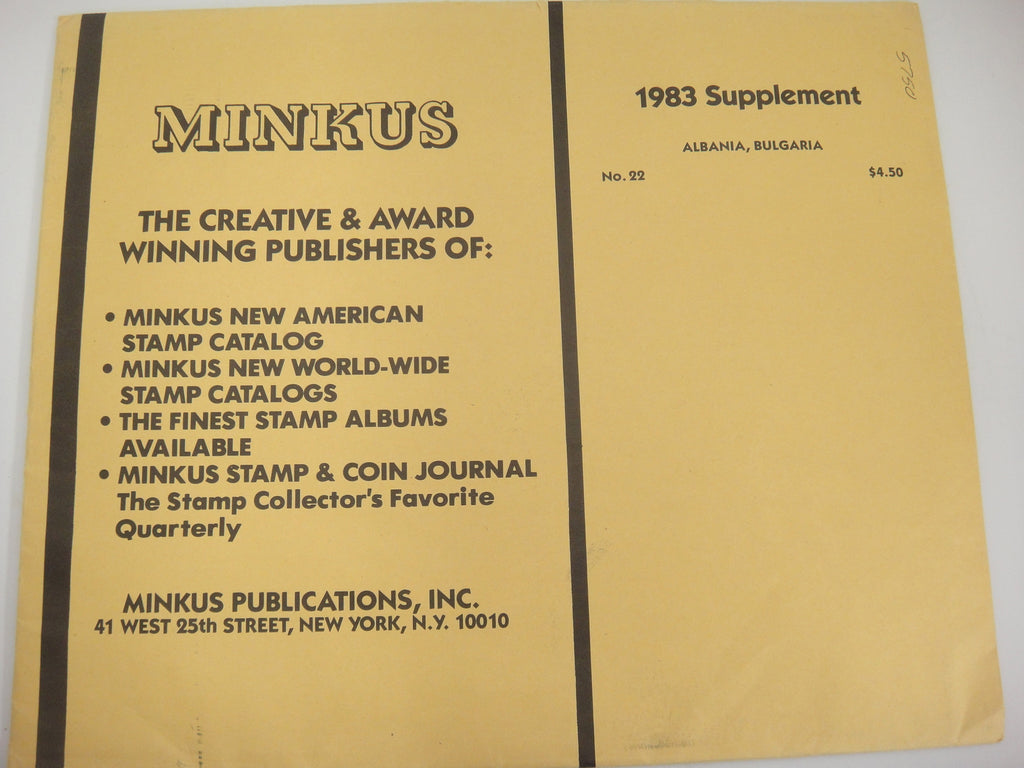 MINKUS
THE CREATIVE & AWARD
WINNING PUBLISHERS OF:
• MINKUS NEW AMERICAN
STAMP CATALOG
• MINKUS NEW WORLD-WIDE
STAMP CATALOGS
• THE FINEST STAMP ALBUMS
AVAILABLE
• MINKUS STAMP & COIN JOURNAL
The Stamp Collector's Favorite
Quarterly
MINKUS PUBLICATIONS, INC.
41 WEST 25th STREET, NEW YORK, N.Y. 10010
1983 Supplement
ALBANIA, BULGARIA
No. 22 $4.50